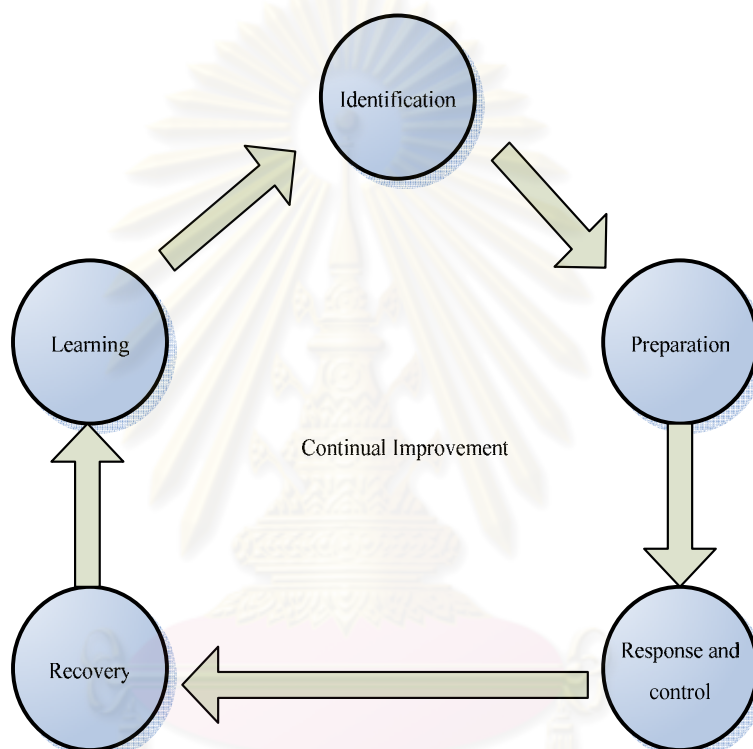 Identification
Learning
Preparation
Continual Improvement
Recovery
Response and
control